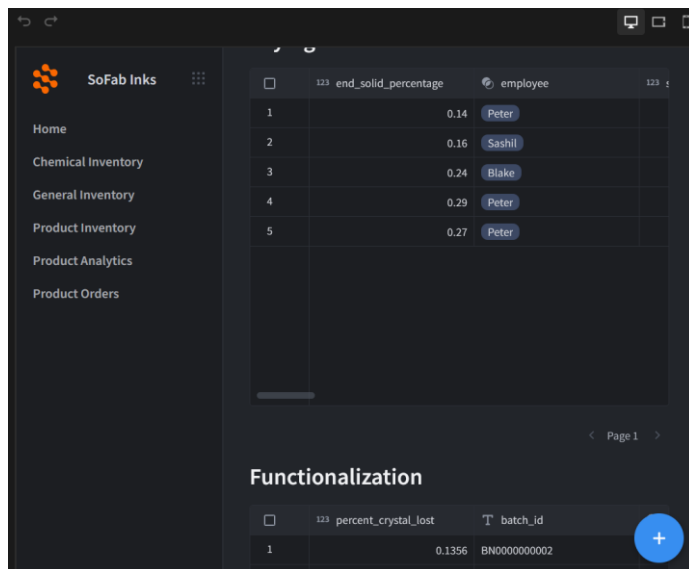 SoFab Inks
Home
Chemical Inventory
General Inventory
Product Inventory
Product Analytics
Product Orders
123 end_solid_percentage employee 123
1 0.14 Peter
2 0.16 Sashil
3 0.24 Blake
4 0.29 Peter
5 0.27 Peter
Page 1
Functionalization
123 percent_crystal_lost T batch_id
1 0.1356 BN0000000002
+